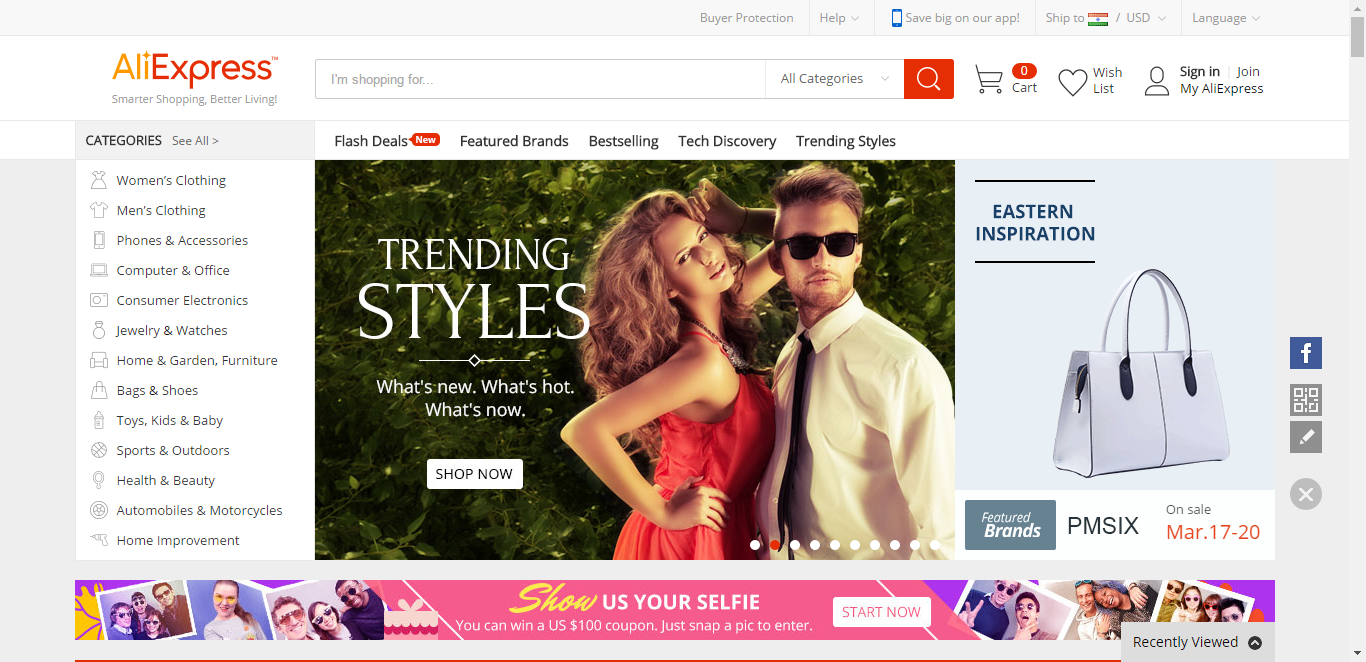 Buyer Protection
Help
Save big on our app!
Ship to / USD
Language
AliExpress™
Smarter Shopping, Better Living!
I'm shopping for...
All Categories
0
Cart
Wish
List
Sign in | Join
My AliExpress
CATEGORIES See All >
Flash Deals New
Featured Brands
Bestselling
Tech Discovery
Trending Styles
Women's Clothing
Men's Clothing
Phones & Accessories
Computer & Office
Consumer Electronics
Jewelry & Watches
Home & Garden, Furniture
Bags & Shoes
Toys, Kids & Baby
Sports & Outdoors
Health & Beauty
Automobiles & Motorcycles
Home Improvement
TRENDING
STYLES
What's new. What's hot.
What's now.
SHOP NOW
EASTERN
INSPIRATION
Featured
Brands
PMSIX
On sale
Mar.17-20
f
Show US YOUR SELFIE
You can win a US $100 coupon. Just snap a pic to enter.
START NOW
Recently Viewed